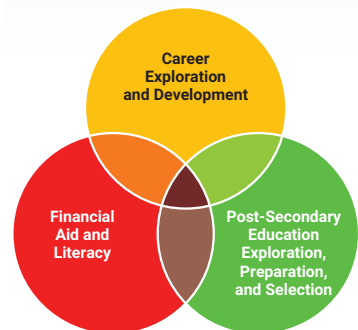 Career
Exploration
and Development
Financial
Aid and
Literacy
Post-Secondary
Education
Exploration,
Preparation,
and Selection